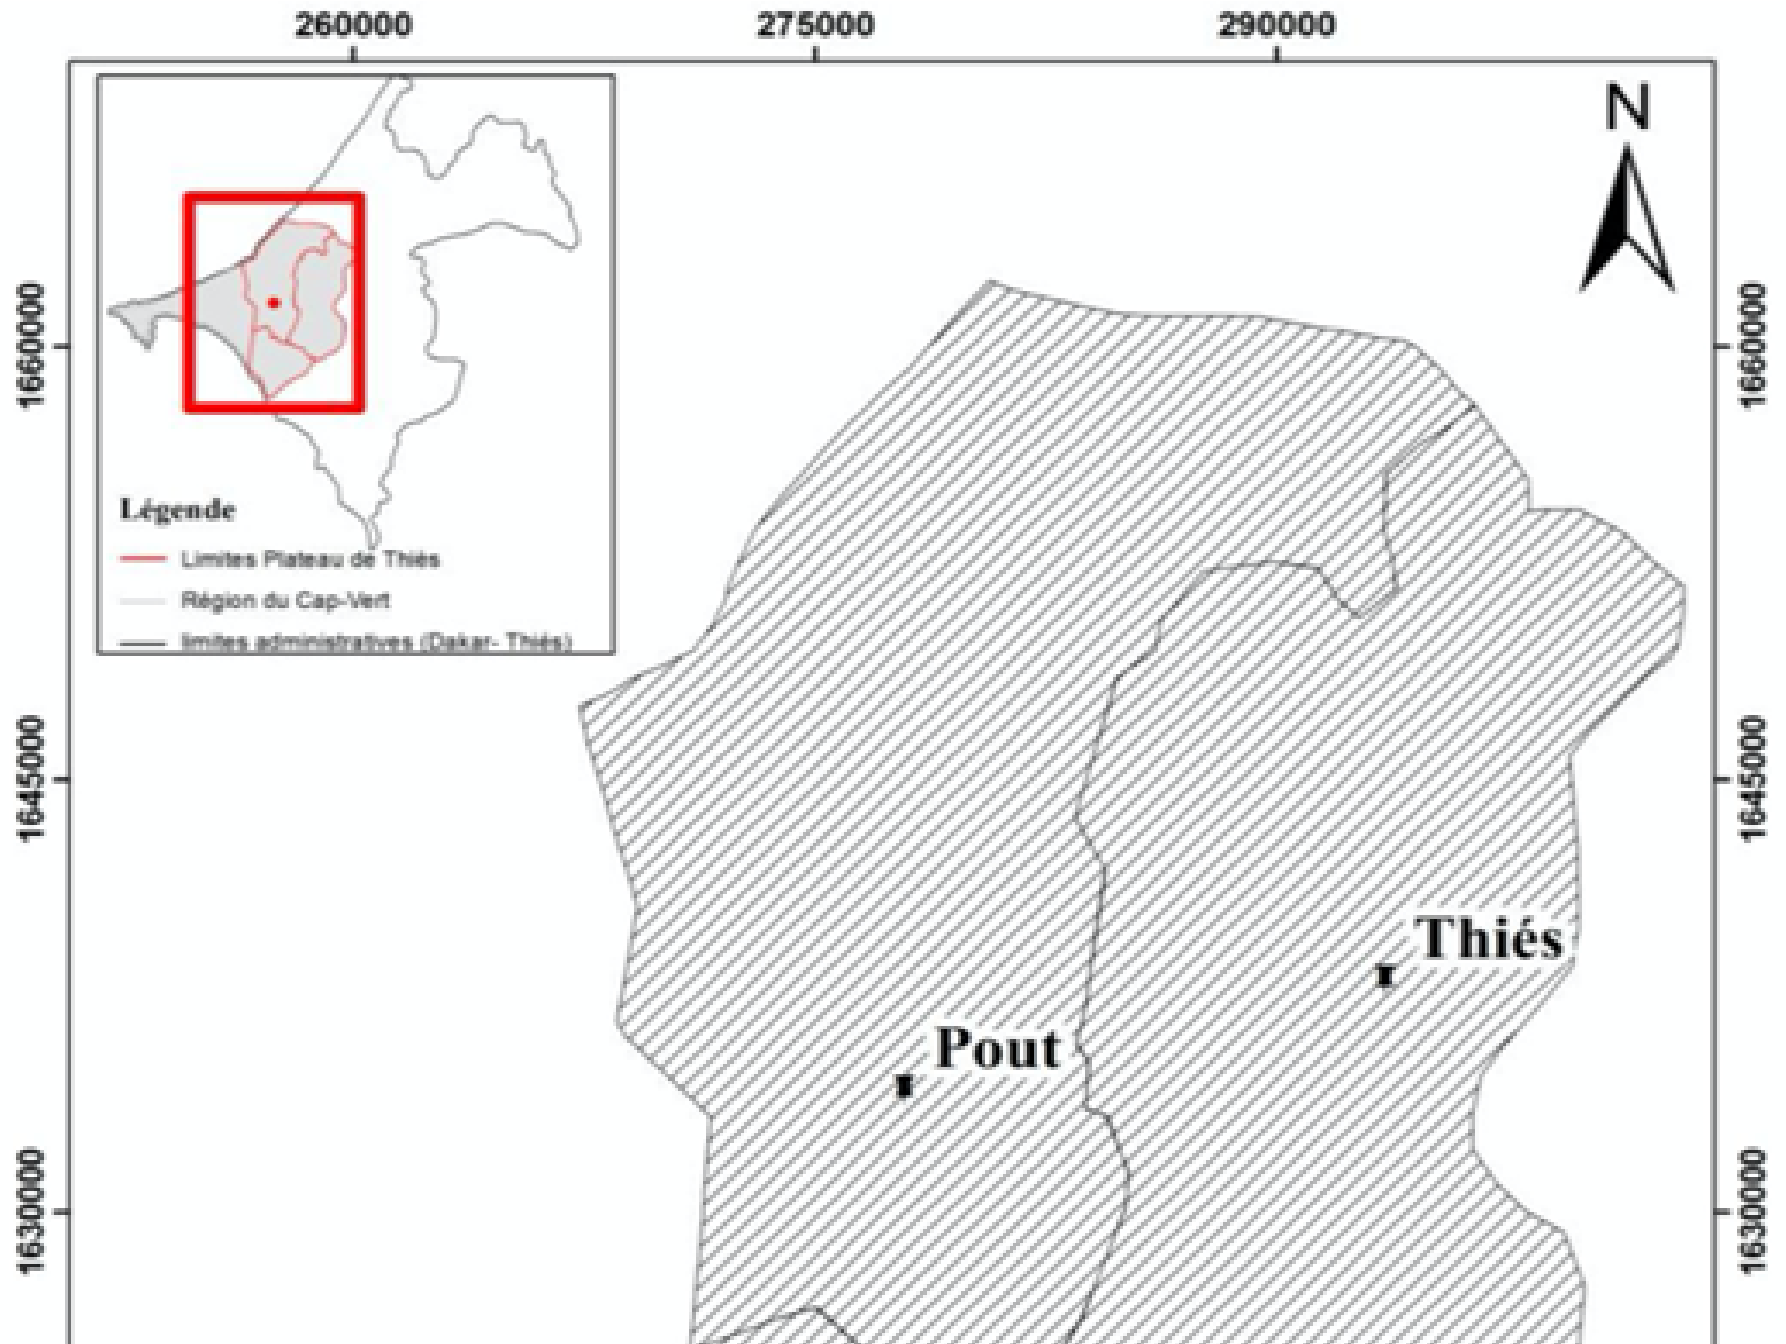 260000 275000 290000
N
1660000 1660000
Légende
Limites Plateau de Thiès
Région du Cap-Vert
limites administratives (Dakar- Thiès)
1645000 1645000
Thiés
Pout
1630000 1630000